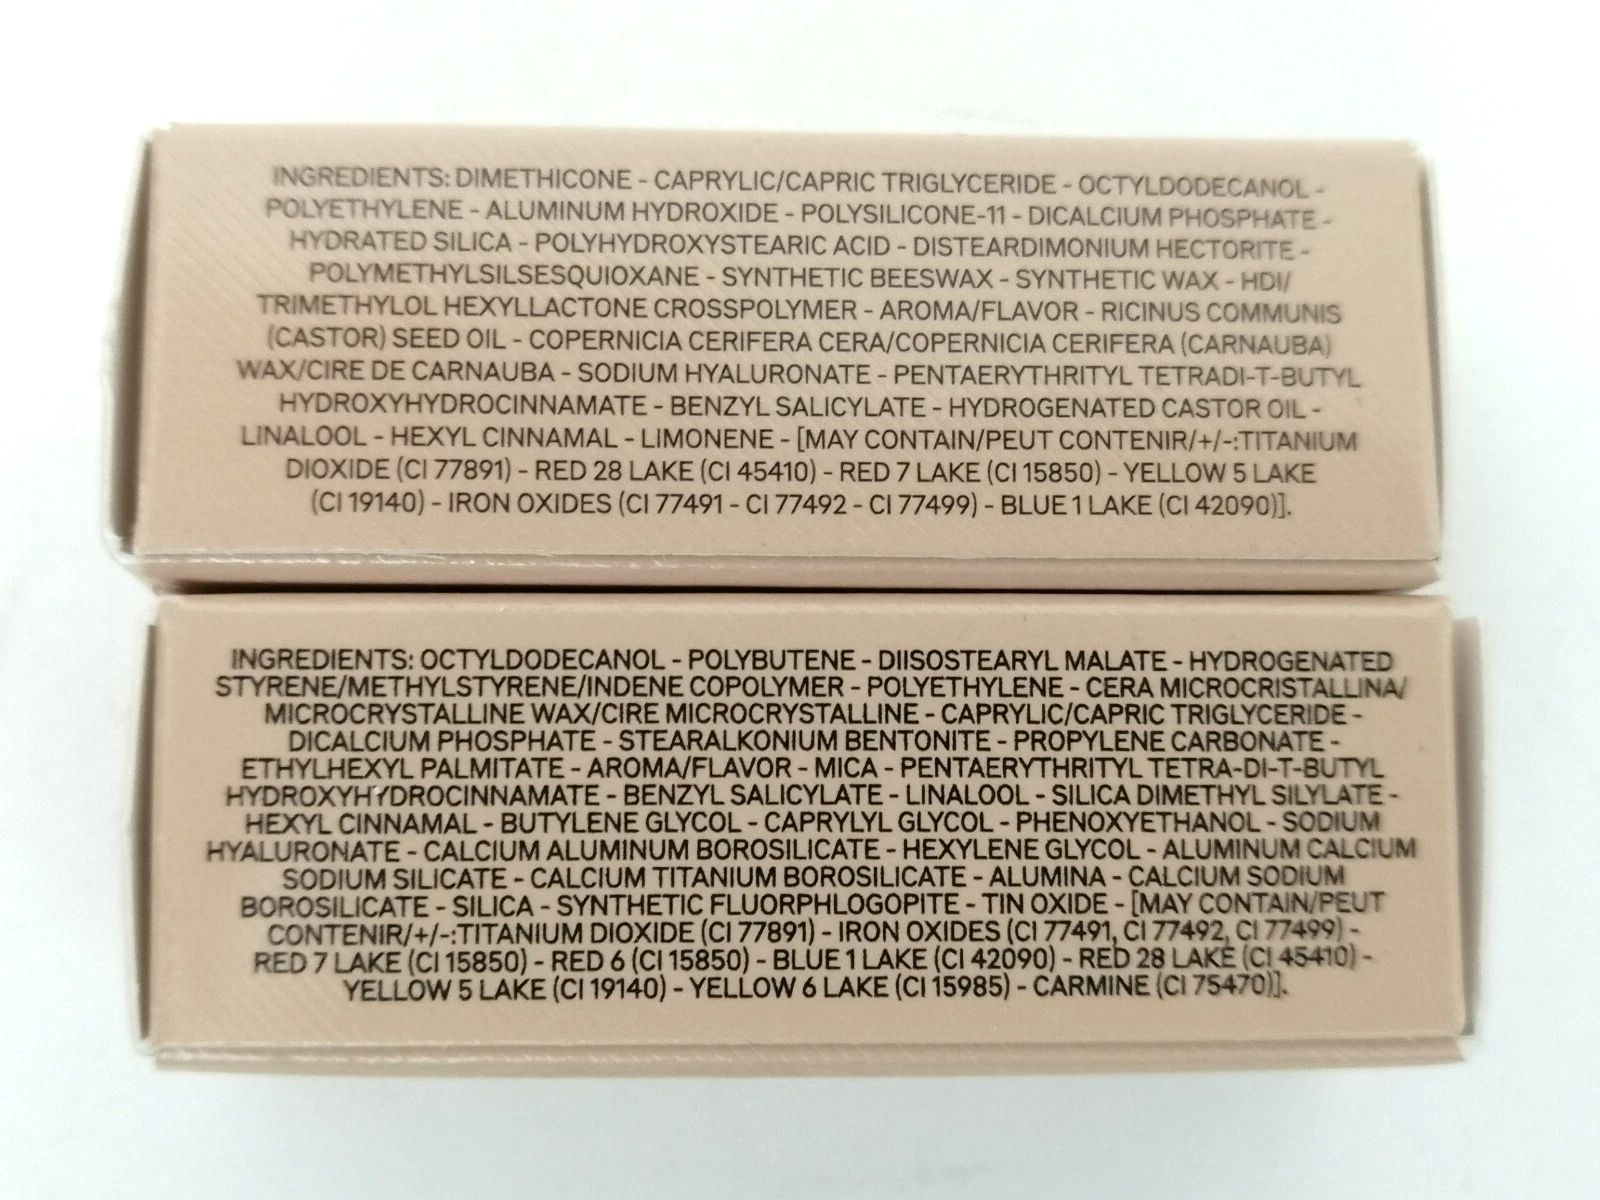 INGREDIENTS: DIMETHICONE - CAPRYLIC/CAPRIC TRIGLYCERIDE - OCTYLDODECANOL -
POLYETHYLENE - ALUMINUM HYDROXIDE - POLYSILICONE-11 - DICALCIUM PHOSPHATE -
HYDRATED SILICA - POLYHYDROXYSTEARIC ACID - DISTEARDIMONIUM HECTORITE -
POLYMETHYLSILSESQUIOXANE - SYNTHETIC BEESWAX - SYNTHETIC WAX - HDI/
TRIMETHYLOL HEXYLLACTONE CROSSPOLYMER - AROMA/FLAVOR - RICINUS COMMUNIS
(CASTOR) SEED OIL - COPERNICIA CERIFERA CERA/COPERNICIA CERIFERA (CARNAUBA)
WAX/CIRE DE CARNAUBA - SODIUM HYALURONATE - PENTAERYTHRITYL TETRADI-T-BUTYL
HYDROXYHYDROCINNAMATE - BENZYL SALICYLATE - HYDROGENATED CASTOR OIL -
LINALOOL - HEXYL CINNAMAL - LIMONENE - [MAY CONTAIN/PEUT CONTENIR/+/-:TITANIUM
DIOXIDE (CI 77891) - RED 28 LAKE (CI 45410) - RED 7 LAKE (CI 15850) - YELLOW 5 LAKE
(CI 19140) - IRON OXIDES (CI 77491 - CI 77492 - CI 77499) - BLUE 1 LAKE (CI 42090)].
INGREDIENTS: OCTYLDODECANOL - POLYBUTENE - DIISOSTEARYL MALATE - HYDROGENATED
STYRENE/METHYLSTYRENE/INDENE COPOLYMER - POLYETHYLENE - CERA MICROCRISTALLINA/
MICROCRYSTALLINE WAX/CIRE MICROCRYSTALLINE - CAPRYLIC/CAPRIC TRIGLYCERIDE -
DICALCIUM PHOSPHATE - STEARALKONIUM BENTONITE - PROPYLENE CARBONATE -
ETHYLHEXYL PALMITATE - AROMA/FLAVOR - MICA - PENTAERYTHRITYL TETRA-DI-T-BUTYL
HYDROXYHYDROCINNAMATE - BENZYL SALICYLATE - LINALOOL - SILICA DIMETHYL SILYLATE -
HEXYL CINNAMAL - BUTYLENE GLYCOL - CAPRYLYL GLYCOL - PHENOXYETHANOL - SODIUM
HYALURONATE - CALCIUM ALUMINUM BOROSILICATE - HEXYLENE GLYCOL - ALUMINUM CALCIUM
SODIUM SILICATE - CALCIUM TITANIUM BOROSILICATE - ALUMINA - CALCIUM SODIUM
BOROSILICATE - SILICA - SYNTHETIC FLUORPHLOGOPITE - TIN OXIDE - [MAY CONTAIN/PEUT
CONTENIR/+/-:TITANIUM DIOXIDE (CI 77891) - IRON OXIDES (CI 77491, CI 77492, CI 77499) -
RED 7 LAKE (CI 15850) - RED 6 (CI 15850) - BLUE 1 LAKE (CI 42090) - RED 28 LAKE (CI 45410) -
YELLOW 5 LAKE (CI 19140) - YELLOW 6 LAKE (CI 15985) - CARMINE (CI 75470)].